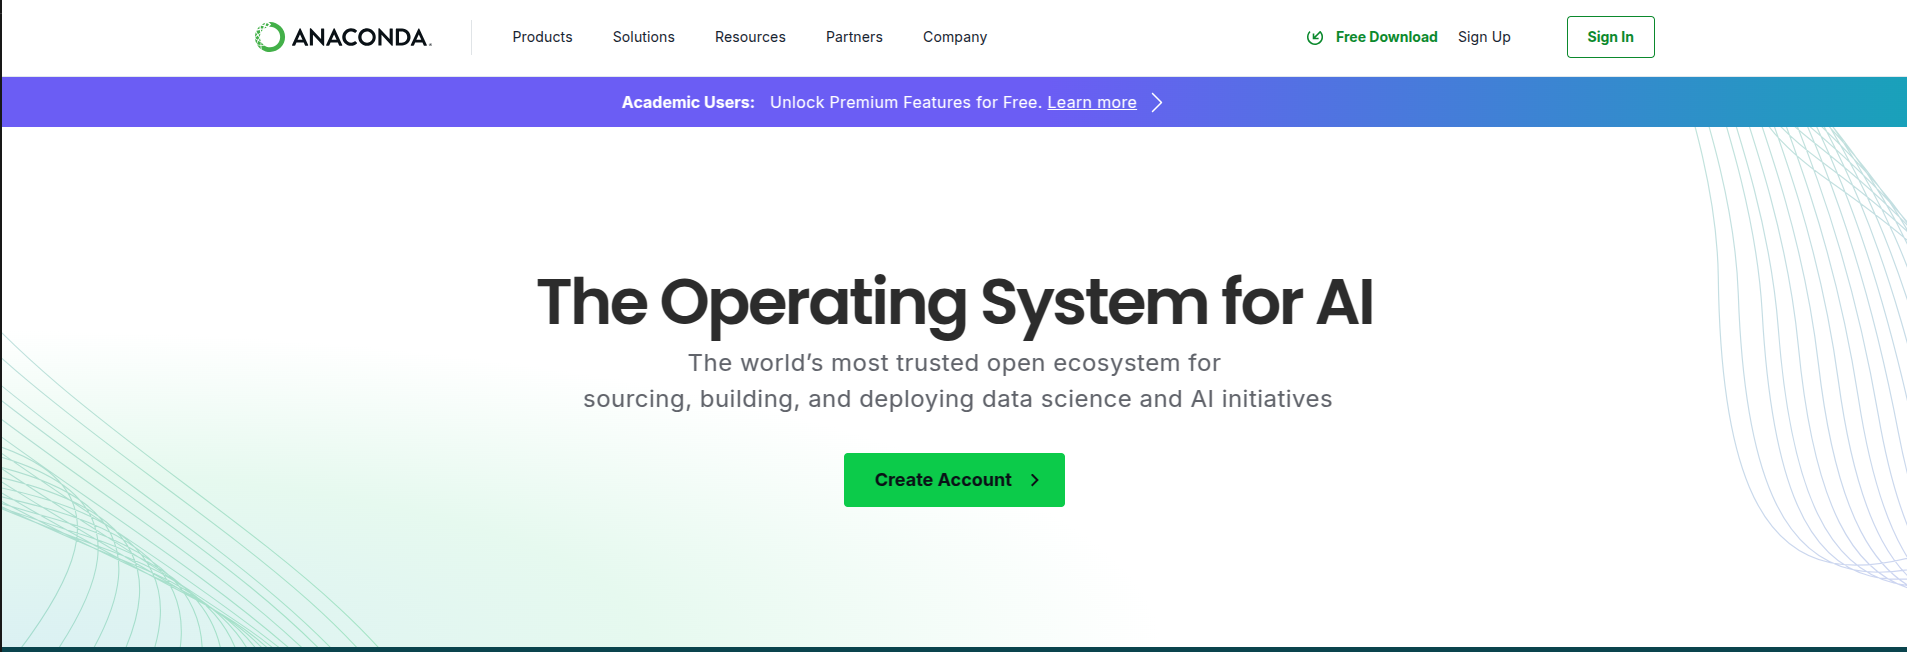 ANACONDA.
Products Solutions Resources Partners Company Free Download Sign Up Sign In
Academic Users: Unlock Premium Features for Free. Learn more
The Operating System for AI
The world’s most trusted open ecosystem for
sourcing, building, and deploying data science and AI initiatives
Create Account